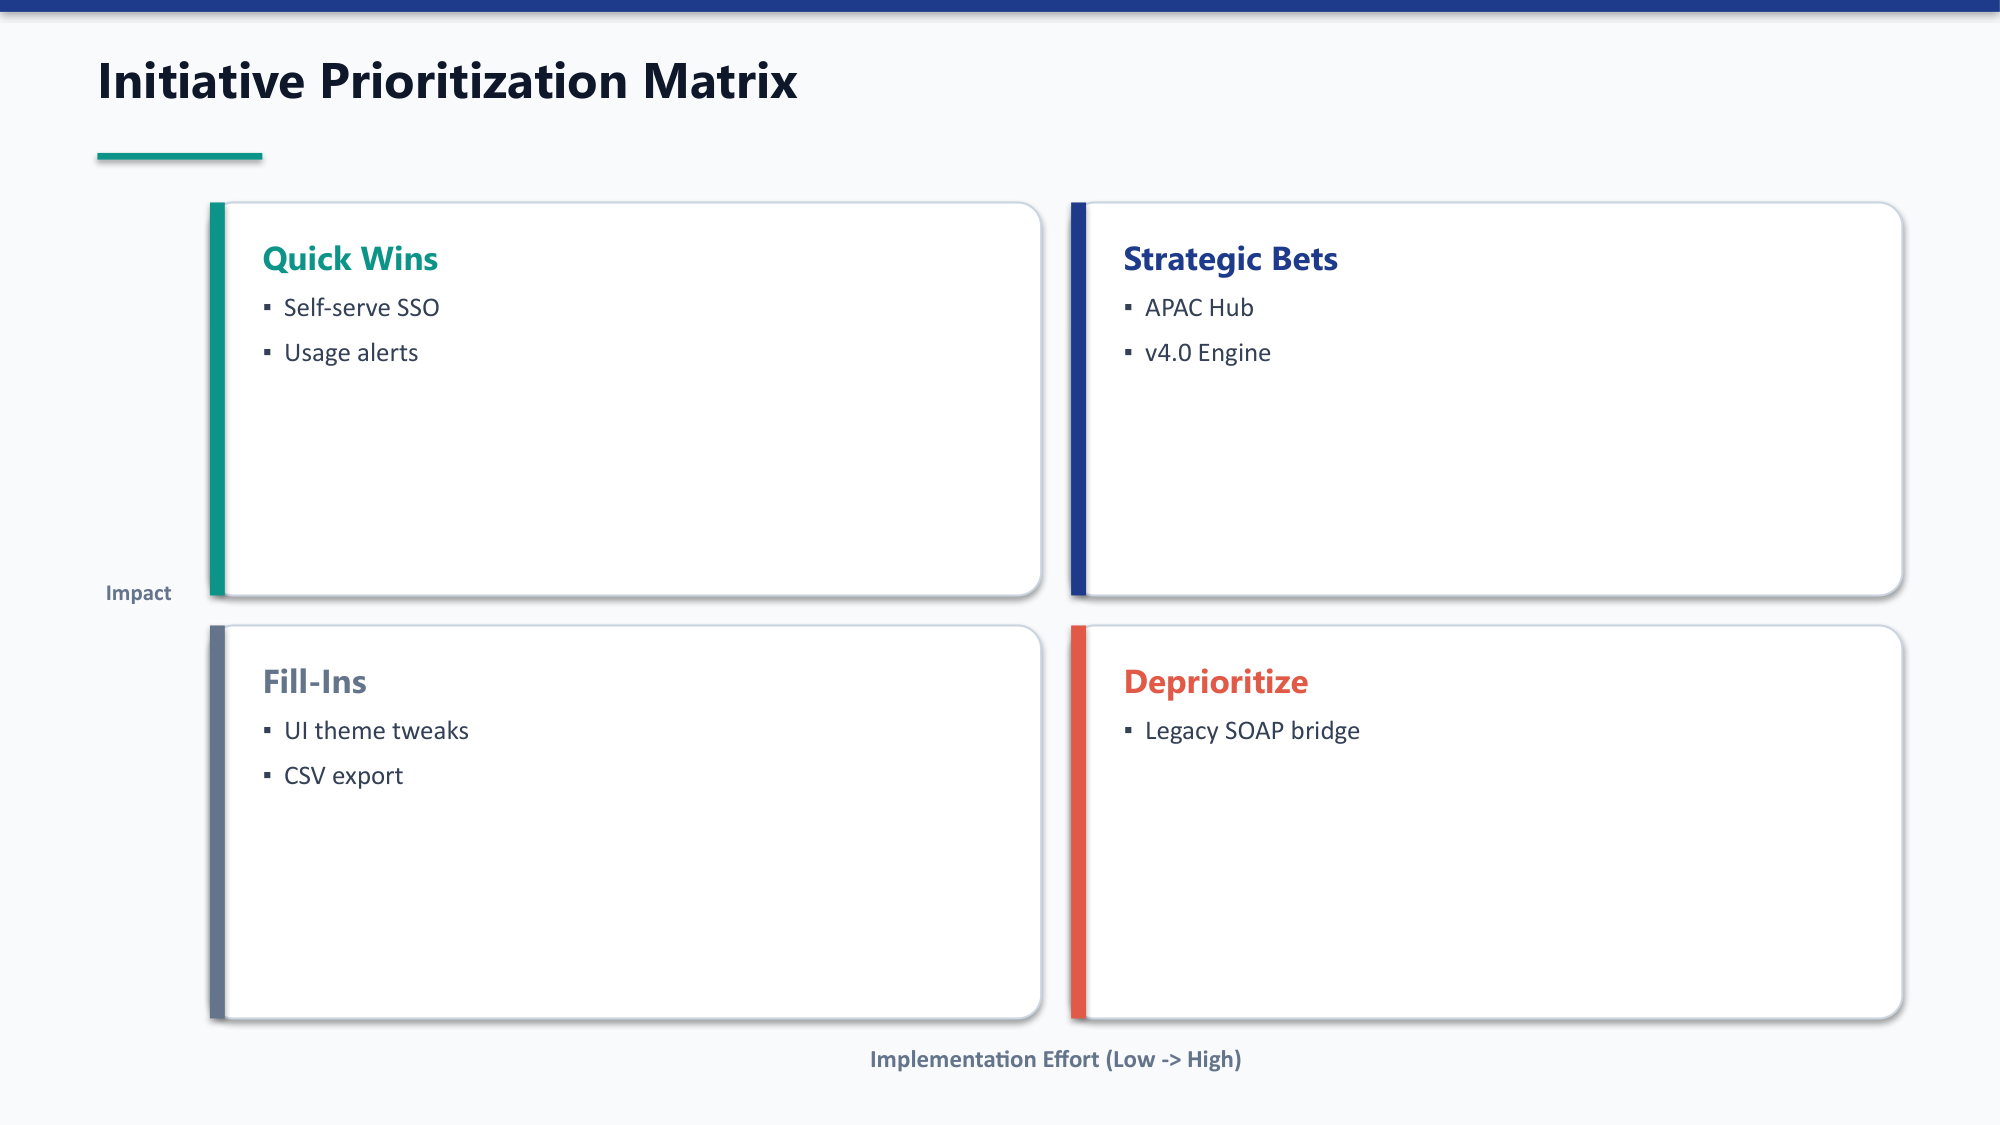 Initiative Prioritization Matrix
Quick Wins
▪ Self-serve SSO
▪ Usage alerts
Strategic Bets
▪ APAC Hub
▪ v4.0 Engine
Impact
Fill-Ins
▪ UI theme tweaks
▪ CSV export
Deprioritize
▪ Legacy SOAP bridge
Implementation Effort (Low -> High)